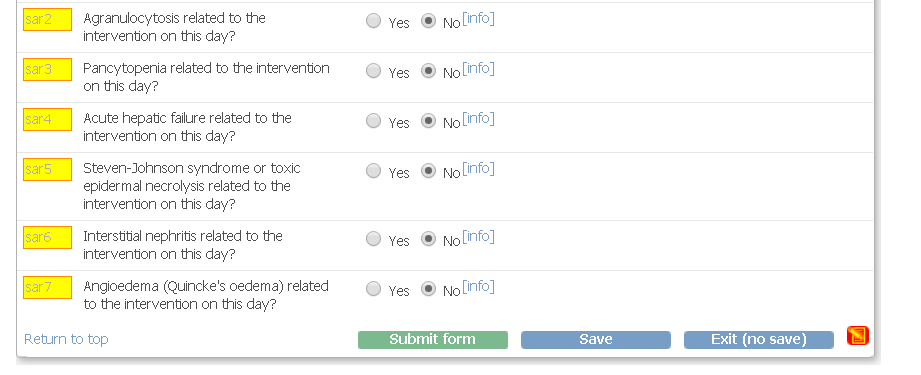 sar2 Agranulocytosis related to the Yes No [info]
intervention on this day?
sar3 Pancytopenia related to the intervention Yes No [info]
on this day?
sar4 Acute hepatic failure related to the Yes No [info]
intervention on this day?
sar5 Steven-Johnson syndrome or toxic Yes No [info]
epidermal necrolysis related to the
intervention on this day?
sar6 Interstitial nephritis related to the Yes No [info]
intervention on this day?
sar7 Angioedema (Quincke's oedema) related Yes No [info]
to the intervention on this day?
Return to top Submit form Save Exit (no save)